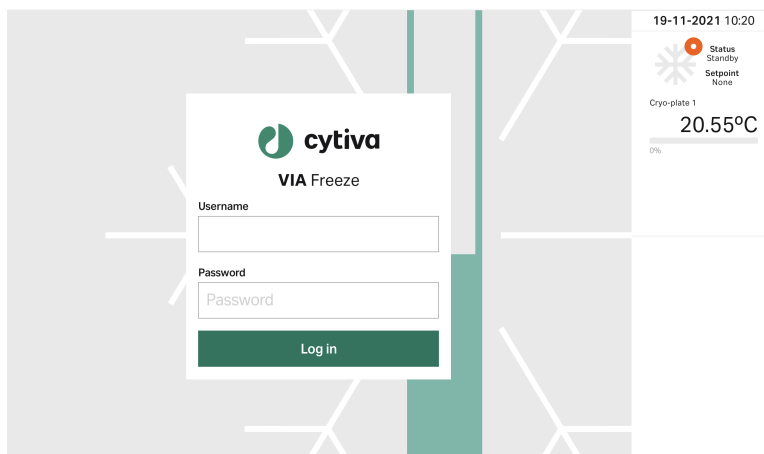 19-11-2021 10:20
Status
Standby
Setpoint
None
Cryo-plate 1
20.55ºC
0%
cytiva
VIA Freeze
Username
Password
Password
Log in